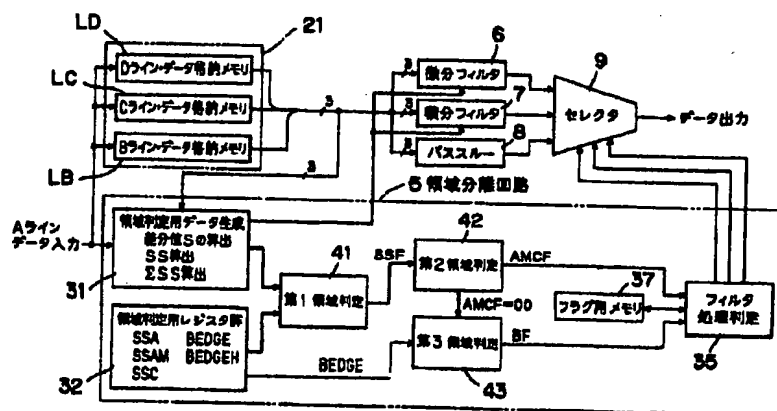 LD
21
Dライン・データ格納メモリ
LC
Cライン・データ格納メモリ
Bライン・データ格納メモリ
LB
3
3
6
微分フィルタ
3
7
積分フィルタ
8
3
パススルー
9
セレクタ
データ出力
3
5 領域分離回路
Aライン
データ入力
領域判定用データ生成
差分値Sの算出
SS算出
ΣSS算出
31
41
第1領域判定
SSF
42
第2領域判定
AMCF
AMCF=00
37
フラグ用メモリ
フィルタ
処理判定
35
領域判定用レジスタ群
SSA BEDGE
SSAM BEDGEH
SSC
32
BEDGE
第3領域判定
BF
43